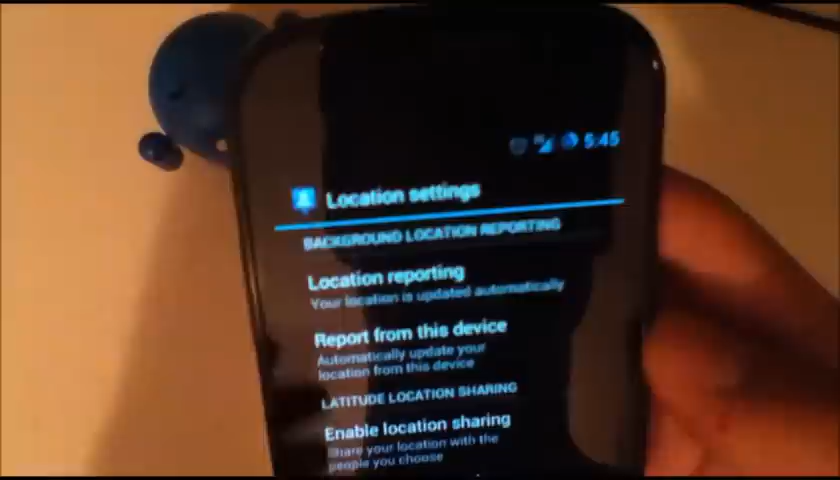 5:45
Location settings
BACKGROUND LOCATION REPORTING
Location reporting
Your location is updated automatically
Report from this device
Automatically update your
location from this device
LATITUDE LOCATION SHARING
Enable location sharing
Share your location with the
people you choose